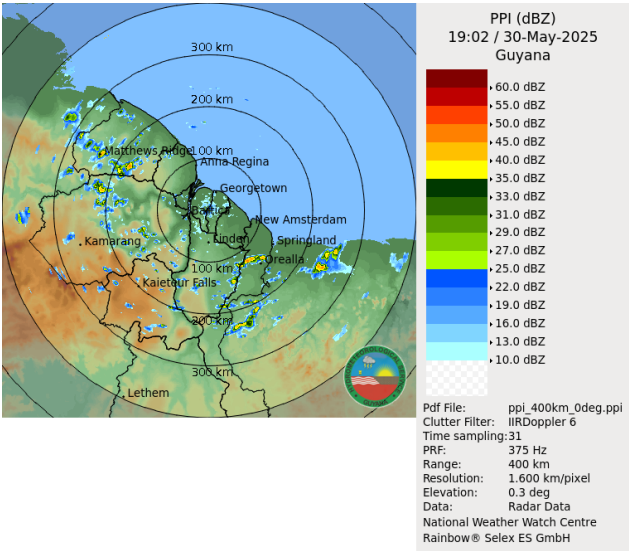 PPI (dBZ)
19:02 / 30-May-2025
Guyana
60.0 dBZ
55.0 dBZ
50.0 dBZ
45.0 dBZ
40.0 dBZ
35.0 dBZ
33.0 dBZ
31.0 dBZ
29.0 dBZ
27.0 dBZ
25.0 dBZ
22.0 dBZ
19.0 dBZ
16.0 dBZ
13.0 dBZ
10.0 dBZ
300 km
200 km
100 km
Matthews Ridge
Anna Regina
Georgetown
Bartica
New Amsterdam
Linden
Springland
Kamarang
Orealla
100 km
Kaieteur Falls
200 km
300 km
Lethem
GUYANA
Pdf File: ppi_400km_0deg.ppi
Clutter Filter: IIRDoppler 6
Time sampling:31
PRF: 375 Hz
Range: 400 km
Resolution: 1.600 km/pixel
Elevation: 0.3 deg
Data: Radar Data
National Weather Watch Centre
Rainbow® Selex ES GmbH